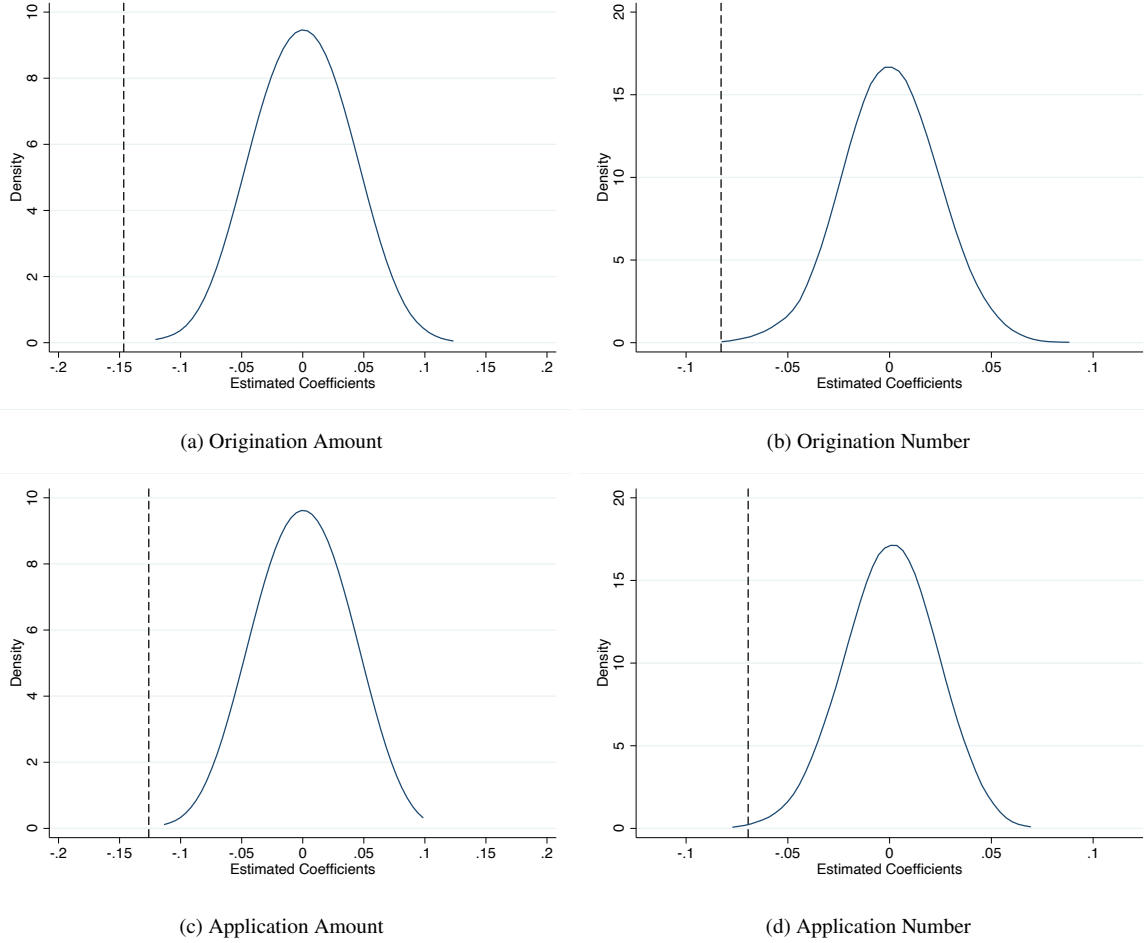 10
8
6
4
2
0
Density
-.2 -.15 -.1 -.05 0 .05 .1 .15 .2
Estimated Coefficients
(a) Origination Amount
20
15
10
5
0
Density
-.1 -.05 0 .05 .1
Estimated Coefficients
(b) Origination Number
10
8
6
4
2
0
Density
-.2 -.15 -.1 -.05 0 .05 .1 .15 .2
Estimated Coefficients
(c) Application Amount
20
15
10
5
0
Density
-.1 -.05 0 .05 .1
Estimated Coefficients
(d) Application Number